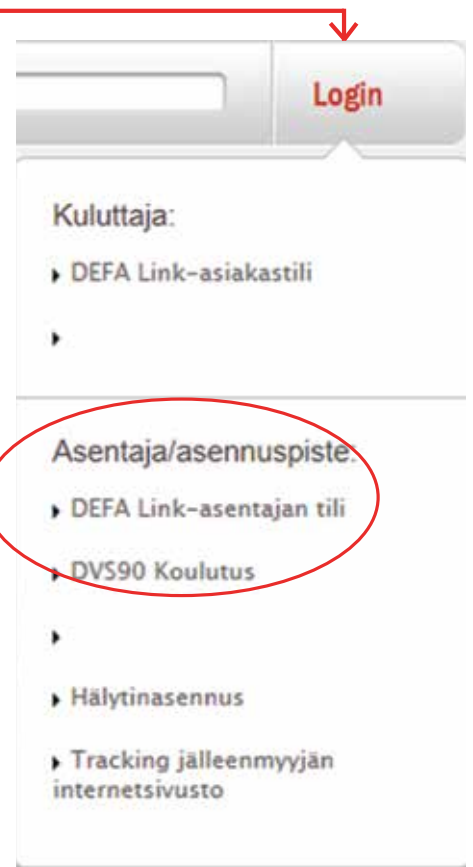 Login
Kuluttaja:
DEFA Link-asiakastili
Asentaja/asennuspiste:
DEFA Link-asentajan tili
DVS90 Koulutus
Hälytinasennus
Tracking jälleenmyyjän
internetsivusto